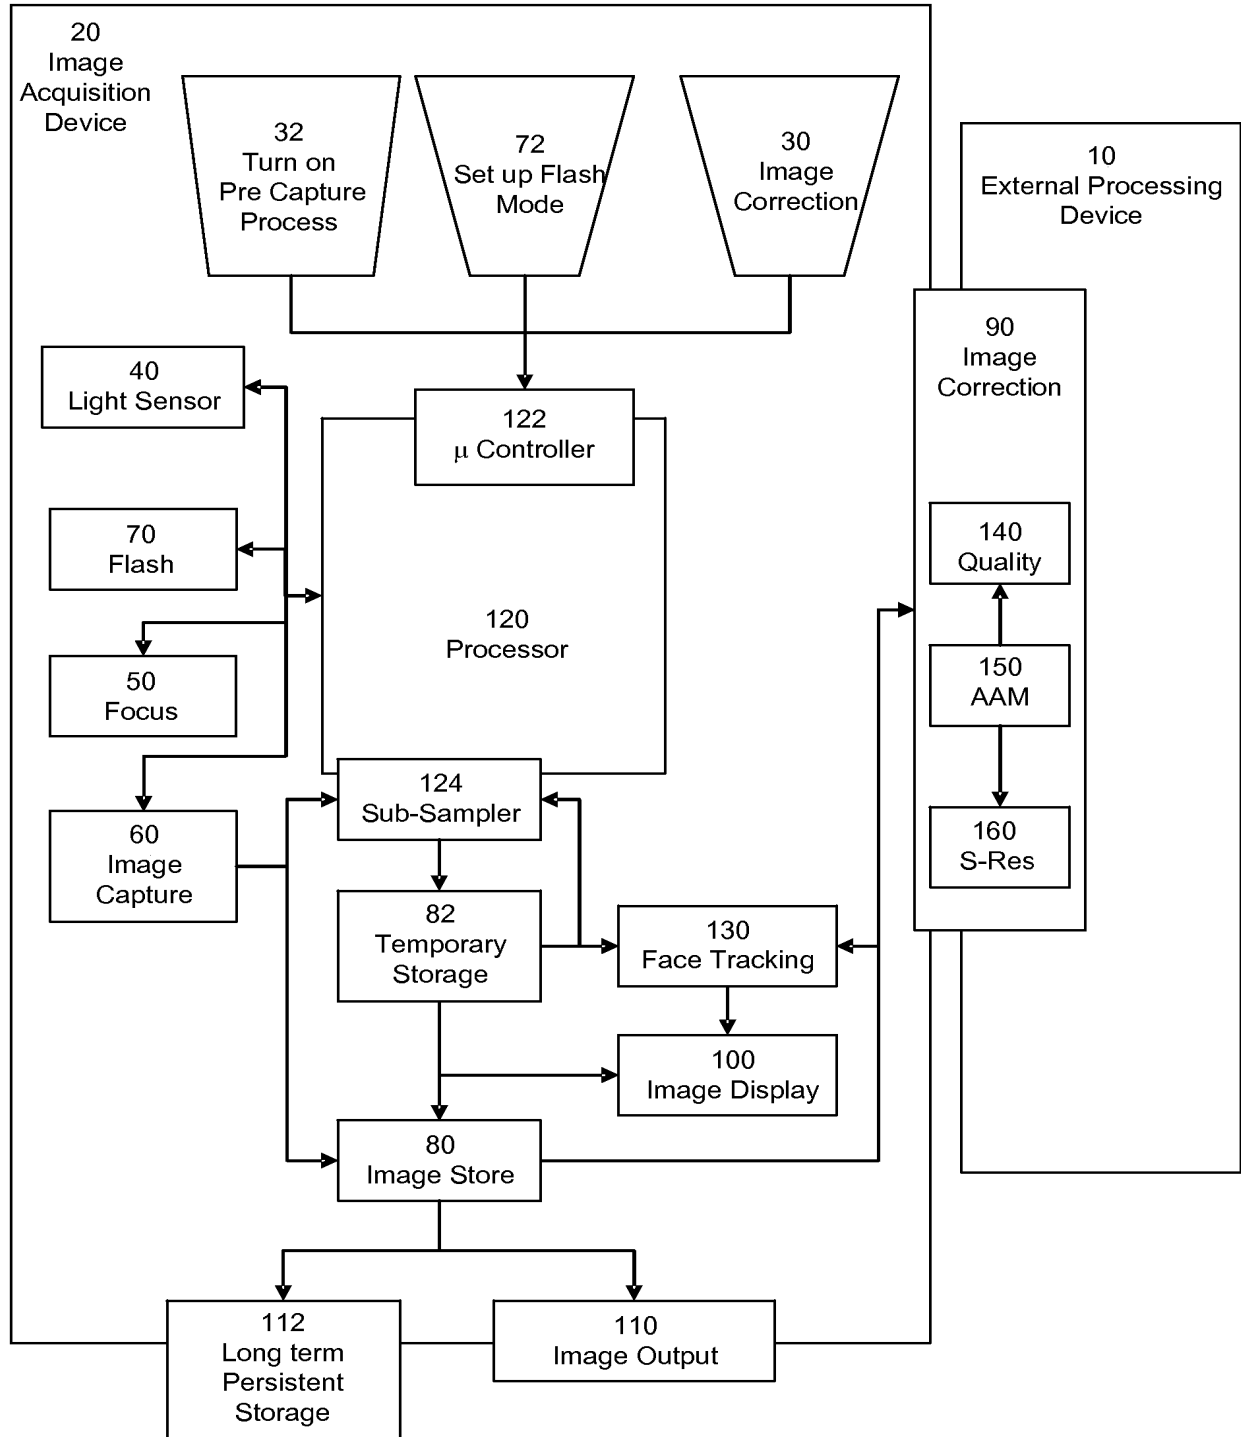 20
Image
Acquisition
Device
32
Turn on
Pre Capture
Process
72
Set up Flash
Mode
30
Image
Correction
10
External Processing
Device
40
Light Sensor
122
μ Controller
90
Image
Correction
70
Flash
140
Quality
120
Processor
50
Focus
150
AAM
124
Sub-Sampler
60
Image
Capture
160
S-Res
82
Temporary
Storage
130
Face Tracking
100
Image Display
80
Image Store
112
Long term
Persistent
Storage
110
Image Output